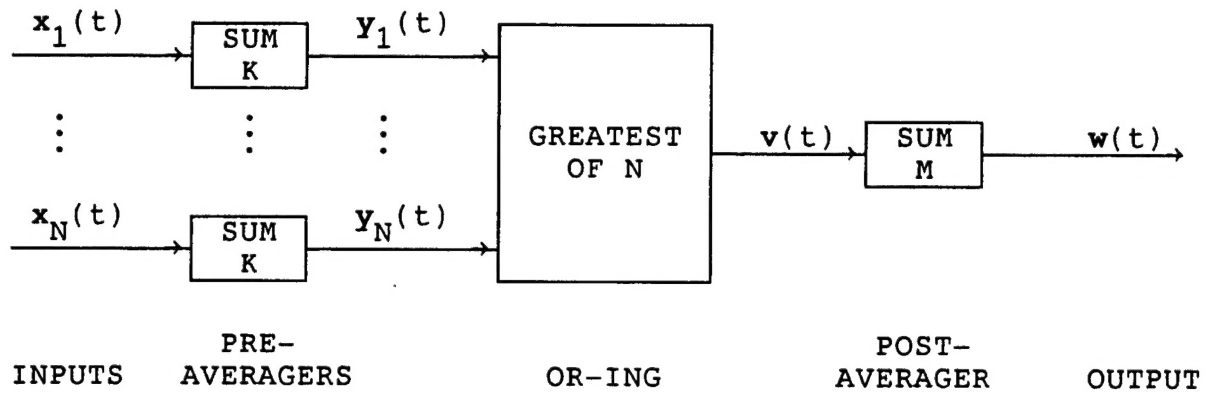 x1(t)
SUM
K
y1(t)
GREATEST
OF N
v(t)
SUM
M
w(t)
xN(t)
SUM
K
yN(t)
INPUTS
PRE-
AVERAGERS
OR-ING
POST-
AVERAGER
OUTPUT